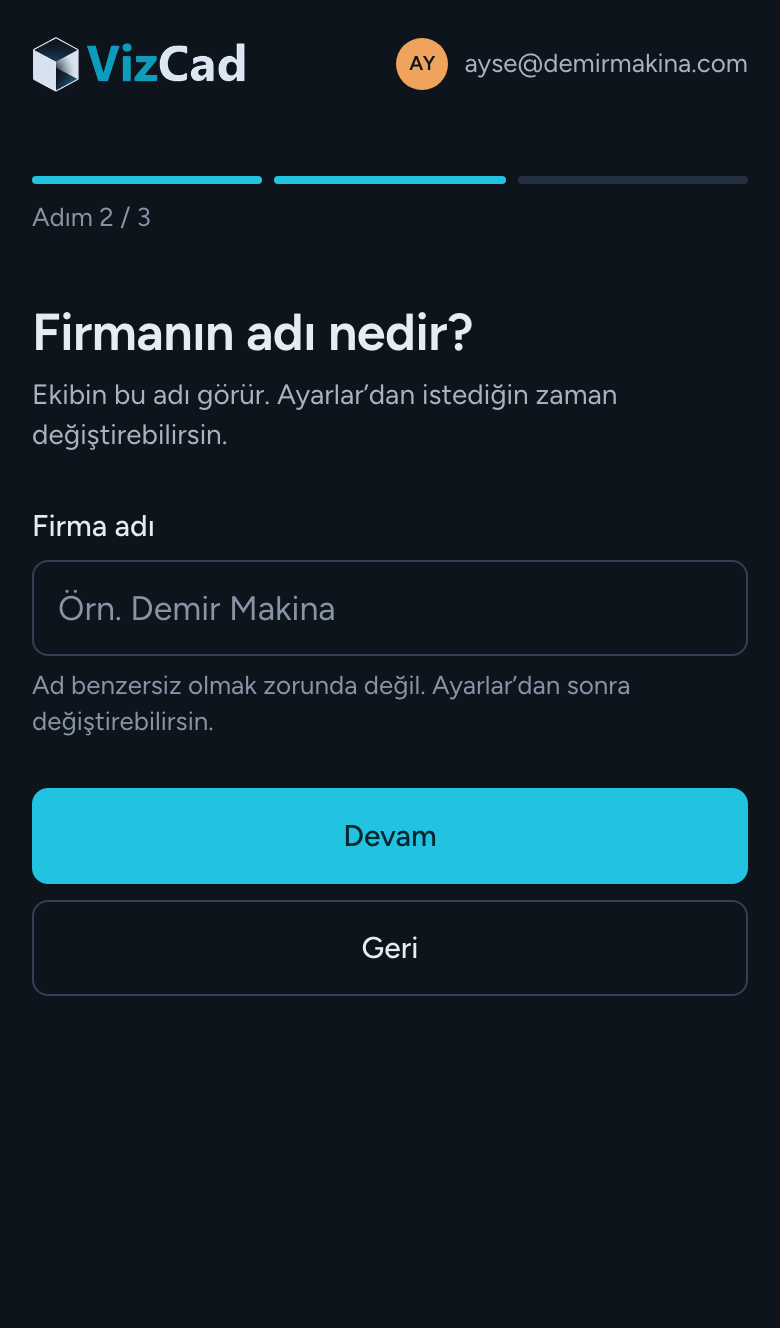 VizCad
AY
ayse@demirmakina.com
Adım 2 / 3
Firmanın adı nedir?
Ekibin bu adı görür. Ayarlar’dan istediğin zaman
değiştirebilirsin.
Firma adı
Örn. Demir Makina
Ad benzersiz olmak zorunda değil. Ayarlar’dan sonra
değiştirebilirsin.
Devam
Geri